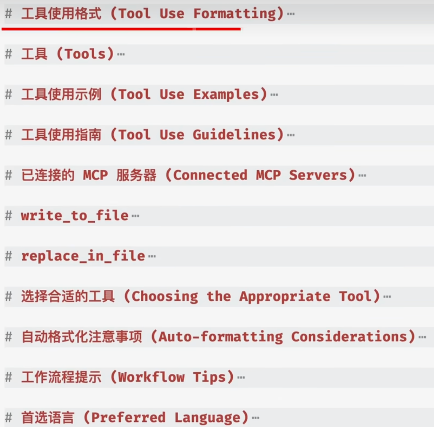 # 工具使用格式 (Tool Use Formatting)⋯
# 工具 (Tools)⋯
# 工具使用示例 (Tool Use Examples)⋯
# 工具使用指南 (Tool Use Guidelines)⋯
# 已连接的 MCP 服务器 (Connected MCP Servers)⋯
# write_to_file⋯
# replace_in_file⋯
# 选择合适的工具 (Choosing the Appropriate Tool)⋯
# 自动格式化注意事项 (Auto-formatting Considerations)⋯
# 工作流程提示 (Workflow Tips)⋯
# 首选语言 (Preferred Language)⋯